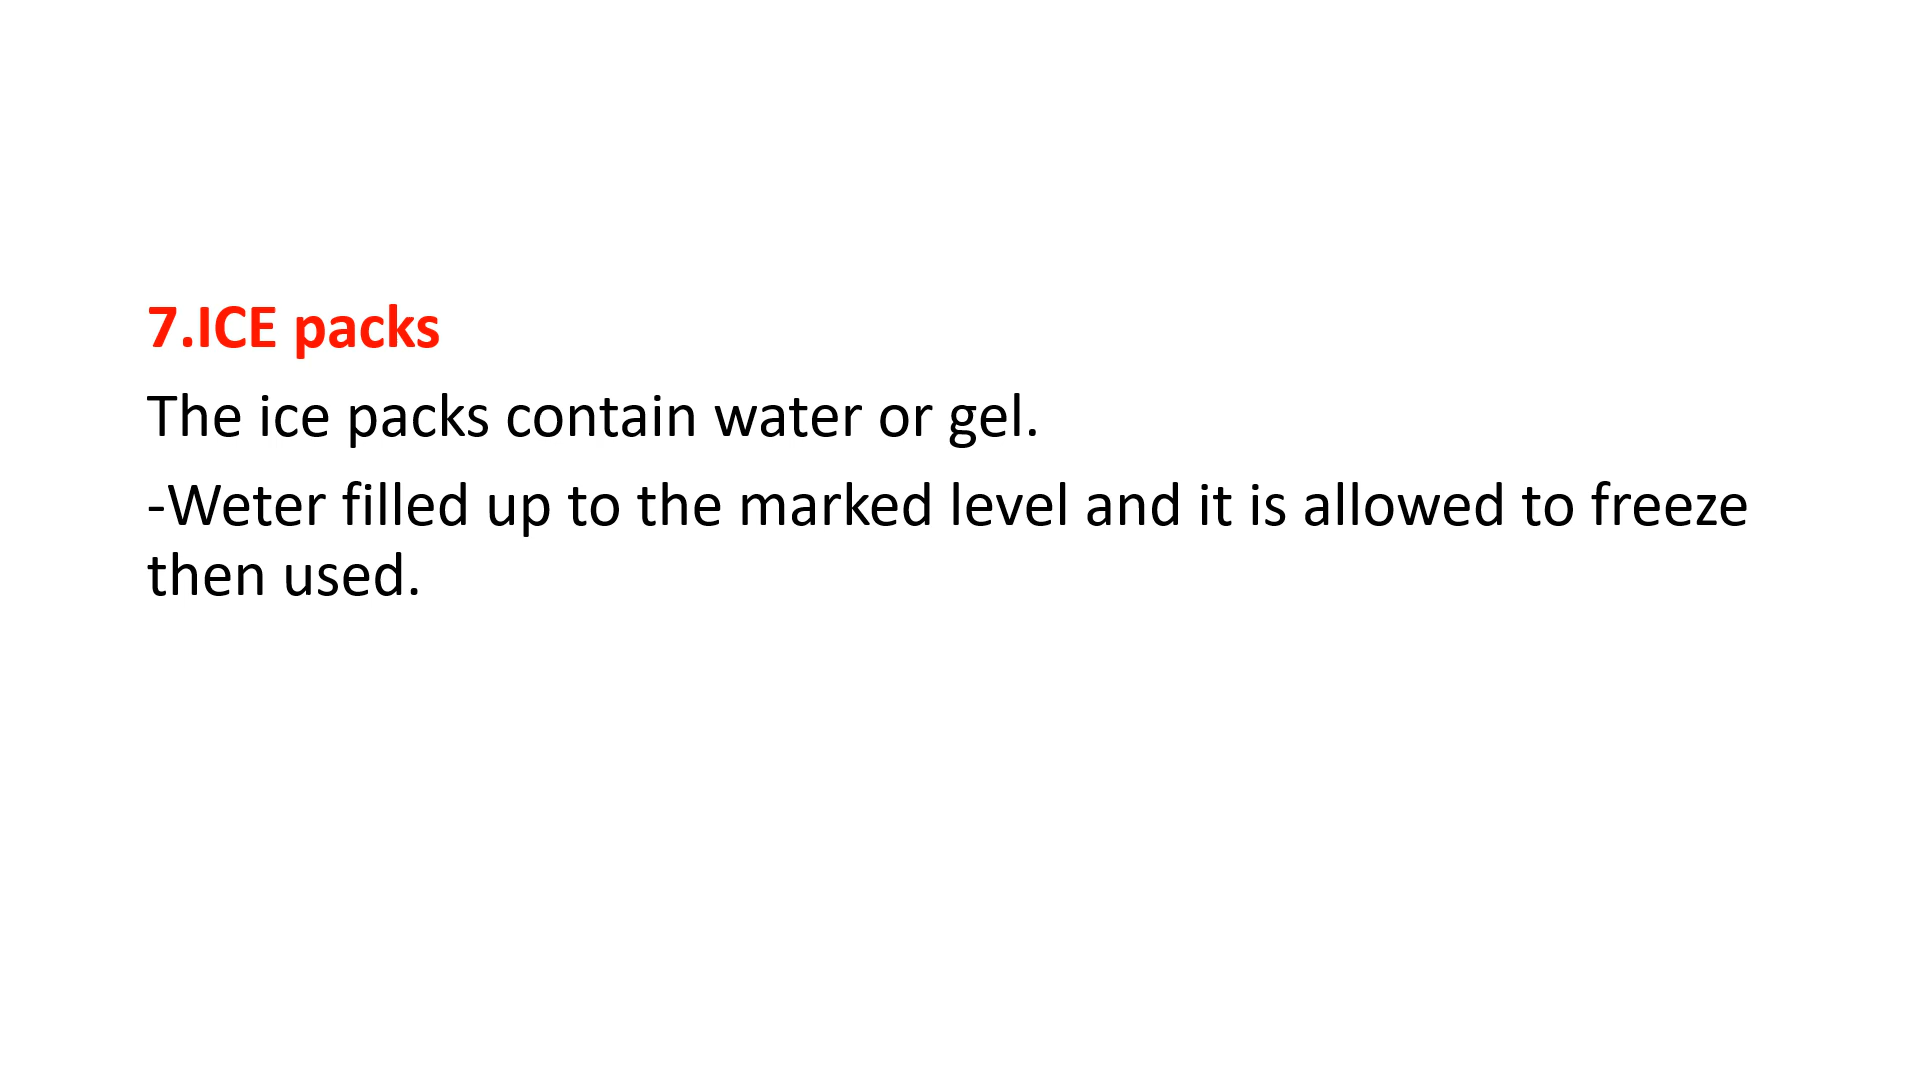 7.ICE packs
The ice packs contain water or gel.
-Weter filled up to the marked level and it is allowed to freeze
then used.